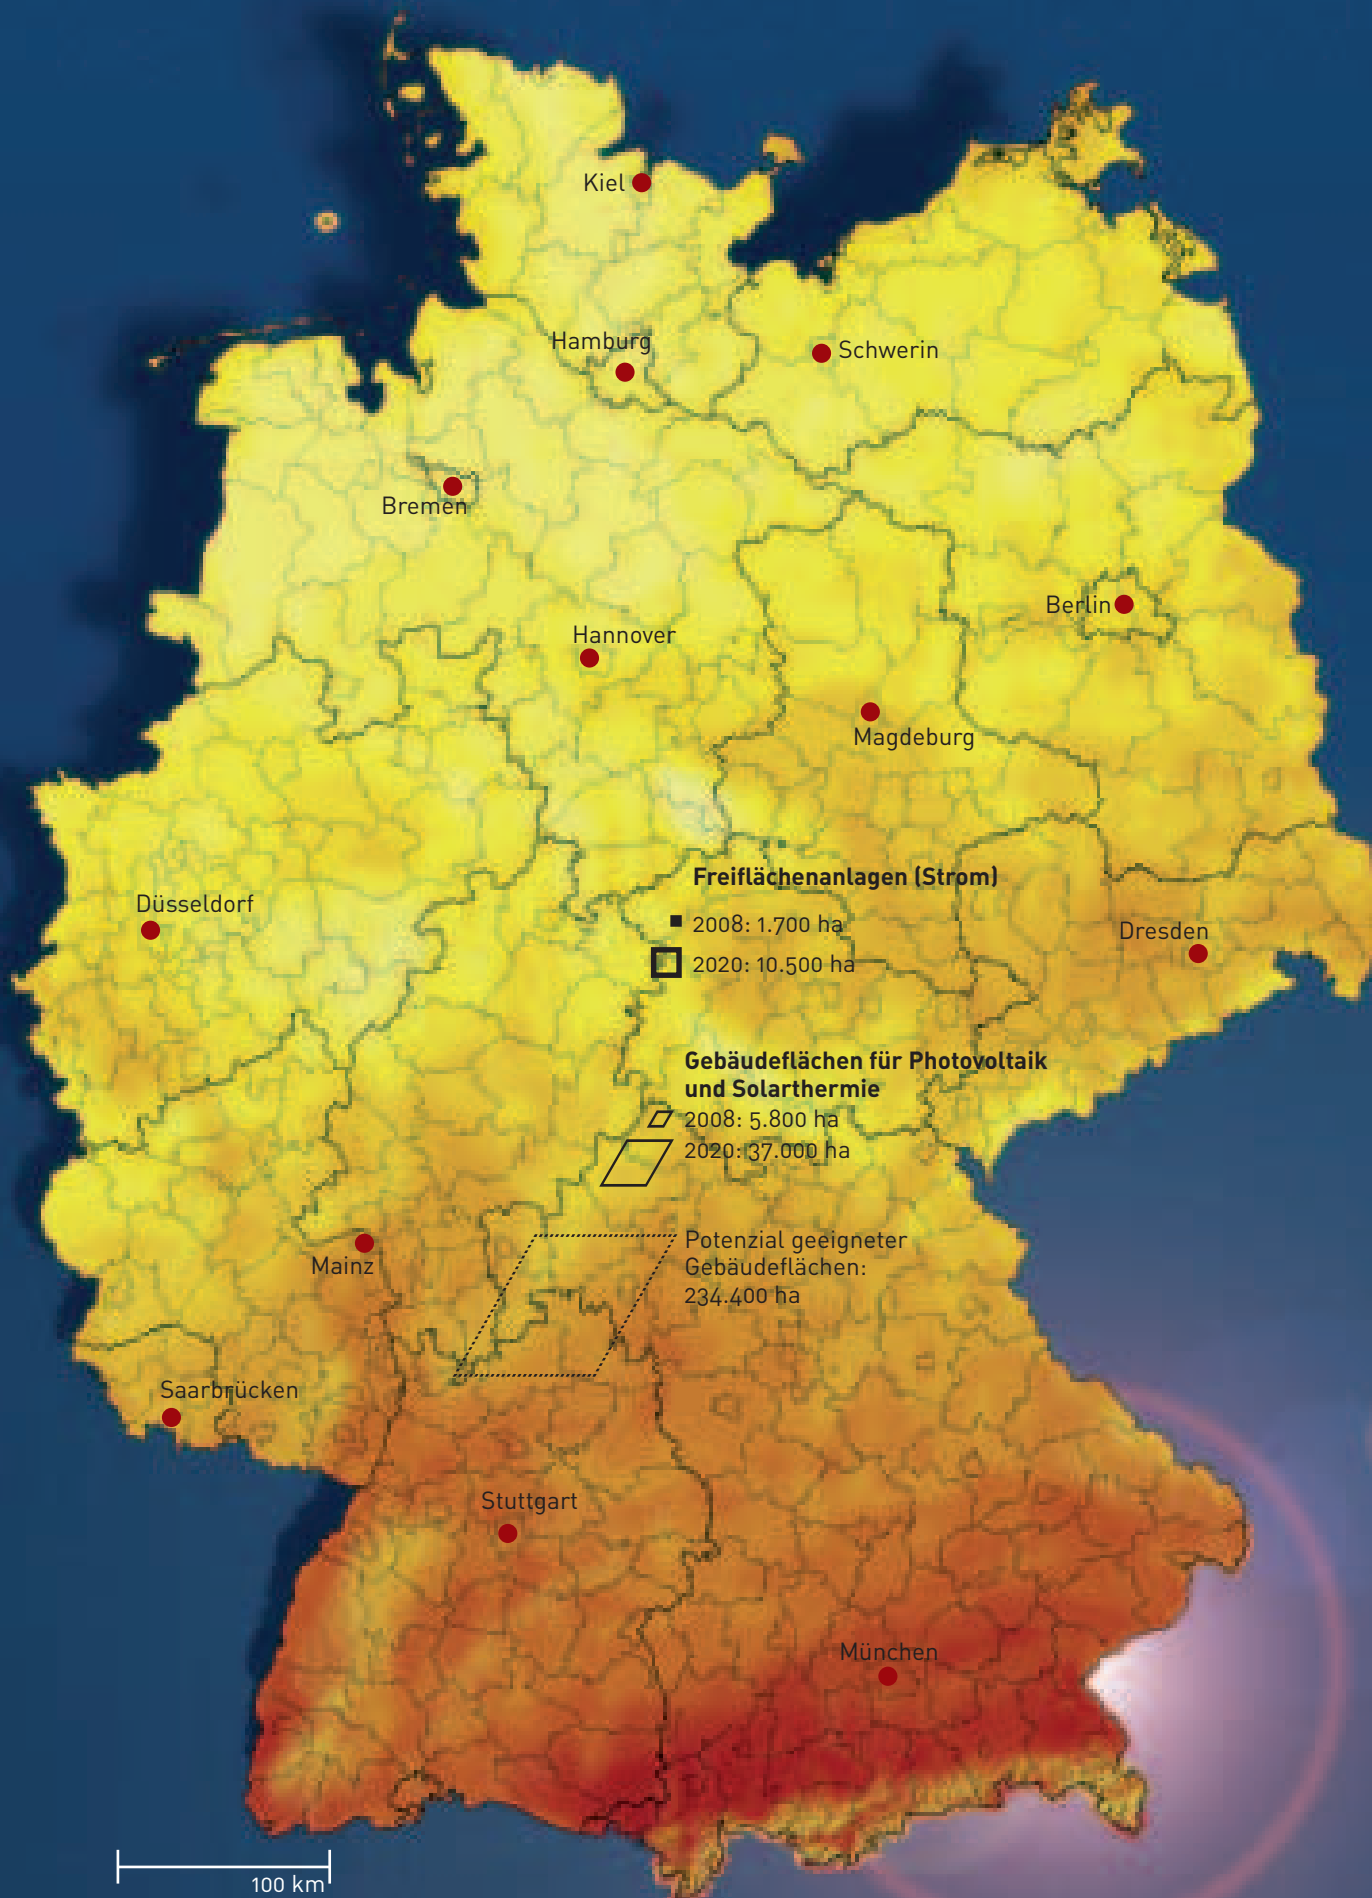 Kiel
Hamburg
Schwerin
Bremen
Berlin
Hannover
Magdeburg
Freiflächenanlagen (Strom)
2008: 1.700 ha
2020: 10.500 ha
Düsseldorf
Dresden
Gebäudeflächen für Photovoltaik
und Solarthermie
2008: 5.800 ha
2020: 37.000 ha
Potenzial geeigneter
Gebäudeflächen:
234.400 ha
Mainz
Saarbrücken
Stuttgart
München
100 km